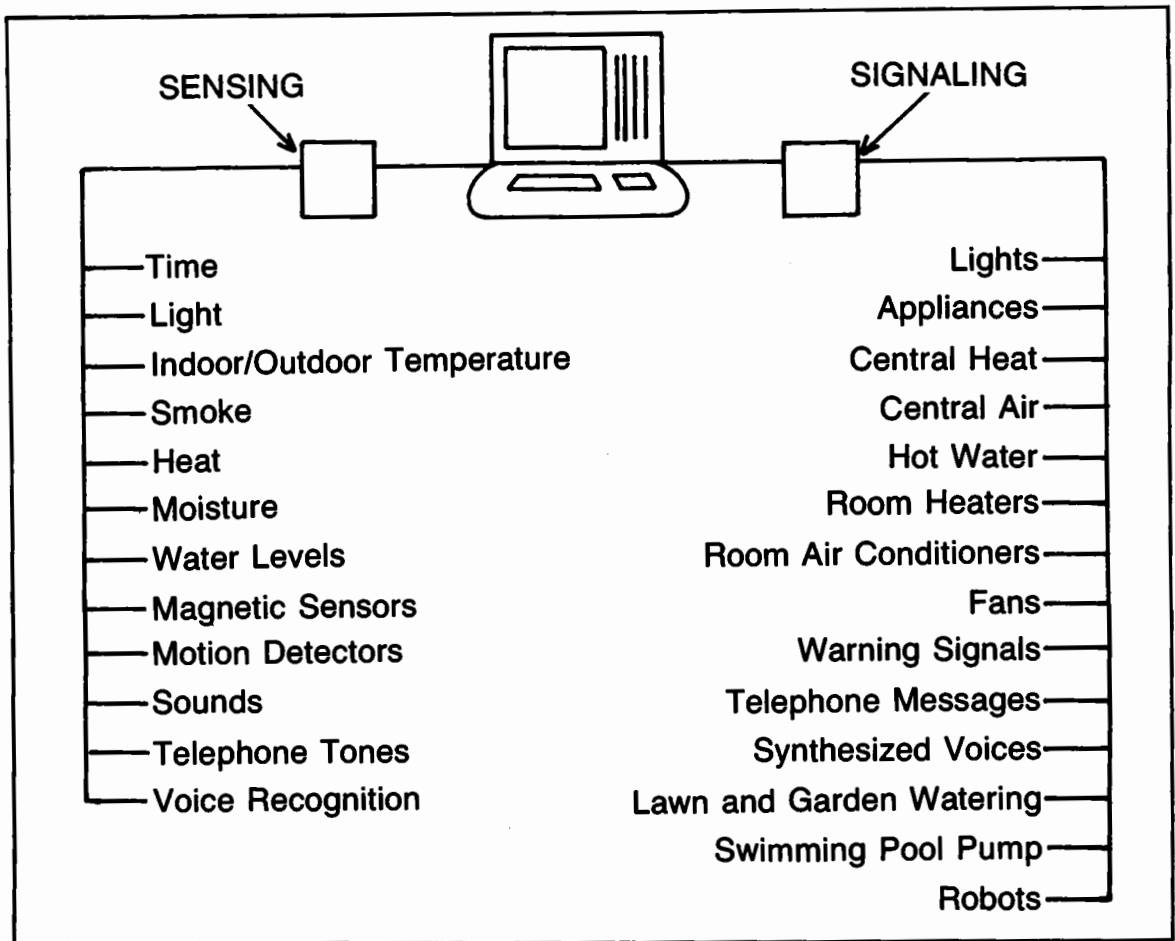 SENSING
SIGNALING
Time
Light
Indoor/Outdoor Temperature
Smoke
Heat
Moisture
Water Levels
Magnetic Sensors
Motion Detectors
Sounds
Telephone Tones
Voice Recognition
Lights
Appliances
Central Heat
Central Air
Hot Water
Room Heaters
Room Air Conditioners
Fans
Warning Signals
Telephone Messages
Synthesized Voices
Lawn and Garden Watering
Swimming Pool Pump
Robots